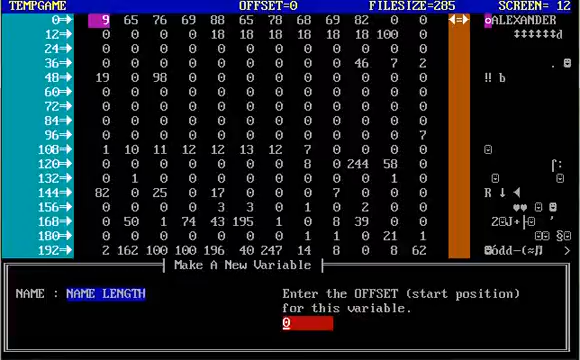 TEMPGAME OFFSET=0 FILESIZE=285 SCREEN= 12
0→ 9 65 76 69 88 65 78 68 69 82 0 0 ◄=► ○ALEXANDER
12→ 0 0 0 0 18 18 18 18 18 18 100 0 ↕↕↕↕↕↕d
24→ 0 0 0 0 0 0 0 0 0 0 0 0
36→ 0 0 0 0 0 0 0 0 0 46 7 2 .
48→ 19 0 98 0 0 0 0 0 0 0 0 0 ‼ b
60→ 0 0 0 0 0 0 0 0 0 0 0 0
72→ 0 0 0 0 0 0 0 0 0 0 0 0
84→ 0 0 0 0 0 0 0 0 0 0 0 0
96→ 0 0 0 0 0 0 0 0 0 0 0 7
108→ 1 10 11 12 12 13 12 7 0 0 0 0
120→ 0 0 0 0 0 0 0 8 0 244 58 0 ⌠:
132→ 0 1 0 0 0 0 0 0 0 0 1 0
144→ 82 0 25 0 17 0 0 0 7 0 0 0 R ↓ ◄
156→ 0 0 0 0 3 3 0 1 0 2 0 0 ♥♥
168→ 0 50 1 74 43 195 1 0 8 39 0 0 2 J+├ '
180→ 0 0 0 0 0 0 1 1 0 0 21 1 §
192→ 2 162 100 100 196 40 247 14 8 0 8 62 ódd─(≈♫ >
Make A New Variable
NAME : NAME LENGTH
Enter the OFFSET (start position)
for this variable.
0